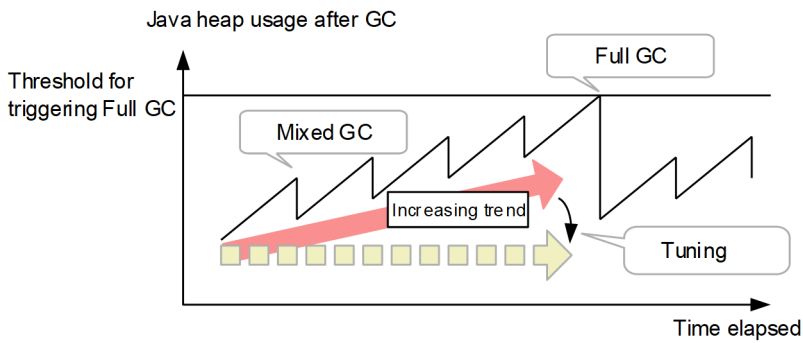 Java heap usage after GC
Full GC
Threshold for
triggering Full GC
Mixed GC
Increasing trend
Tuning
Time elapsed